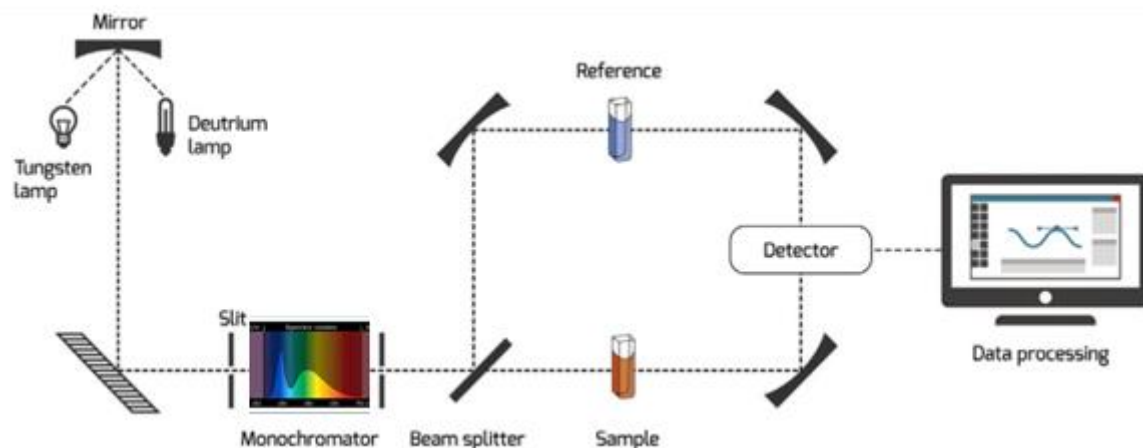 Mirror
Reference
Deutrium
lamp
Tungsten
lamp
Detector
Slit
Data processing
Monochromator
Beam splitter
Sample